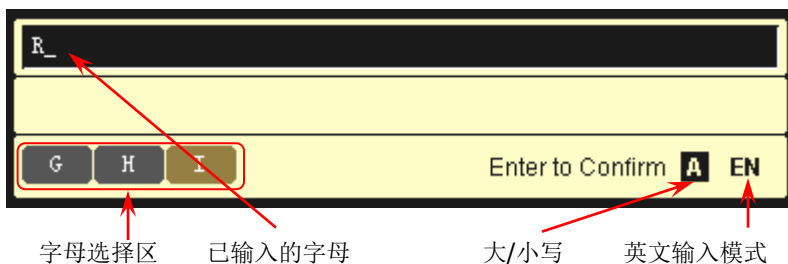 R_
G H I Enter to Confirm A EN
字母选择区 已输入的字母 大/小写 英文输入模式